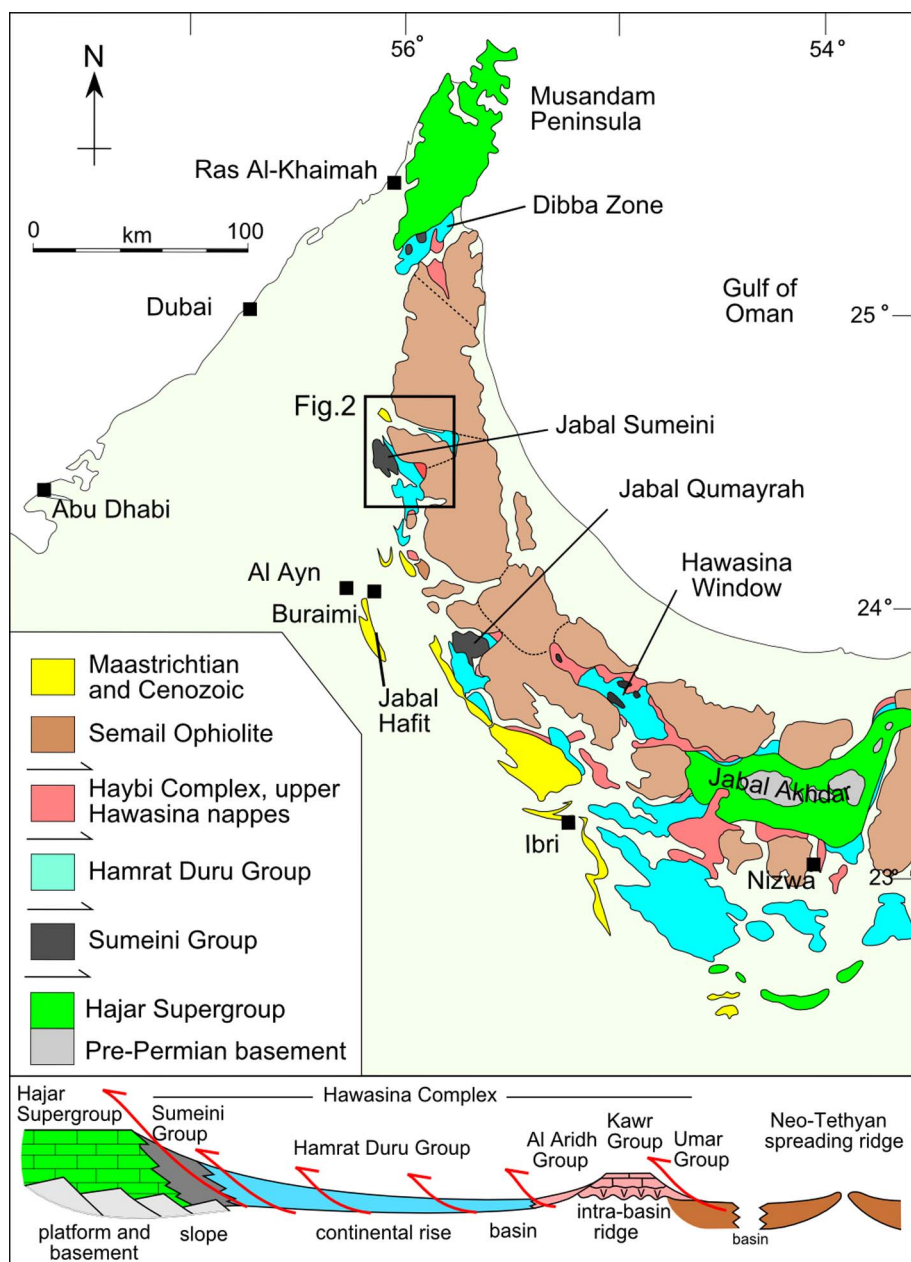 56°
54°
N
Musandam
Peninsula
Ras Al-Khaimah
0 km 100
Dibba Zone
Dubai
Gulf of
Oman
25°
Fig.2
Jabal Sumeini
Jabal Qumayrah
Abu Dhabi
Hawasina
Window
Al Ayn
24°
Buraimi
Jabal
Hafit
Jabal Akhdar
Ibri
Nizwa
23°
Maastrichtian
and Cenozoic
Semail Ophiolite
Haybi Complex, upper
Hawasina nappes
Hamrat Duru Group
Sumeini Group
Hajar Supergroup
Pre-Permian basement
Hajar
Supergroup
Hawasina Complex
Sumeini
Group
Hamrat Duru Group
Al Aridh
Group
Kawr
Group
Umar
Group
Neo-Tethyan
spreading ridge
platform and
basement
slope
continental rise
basin
intra-basin
ridge
basin